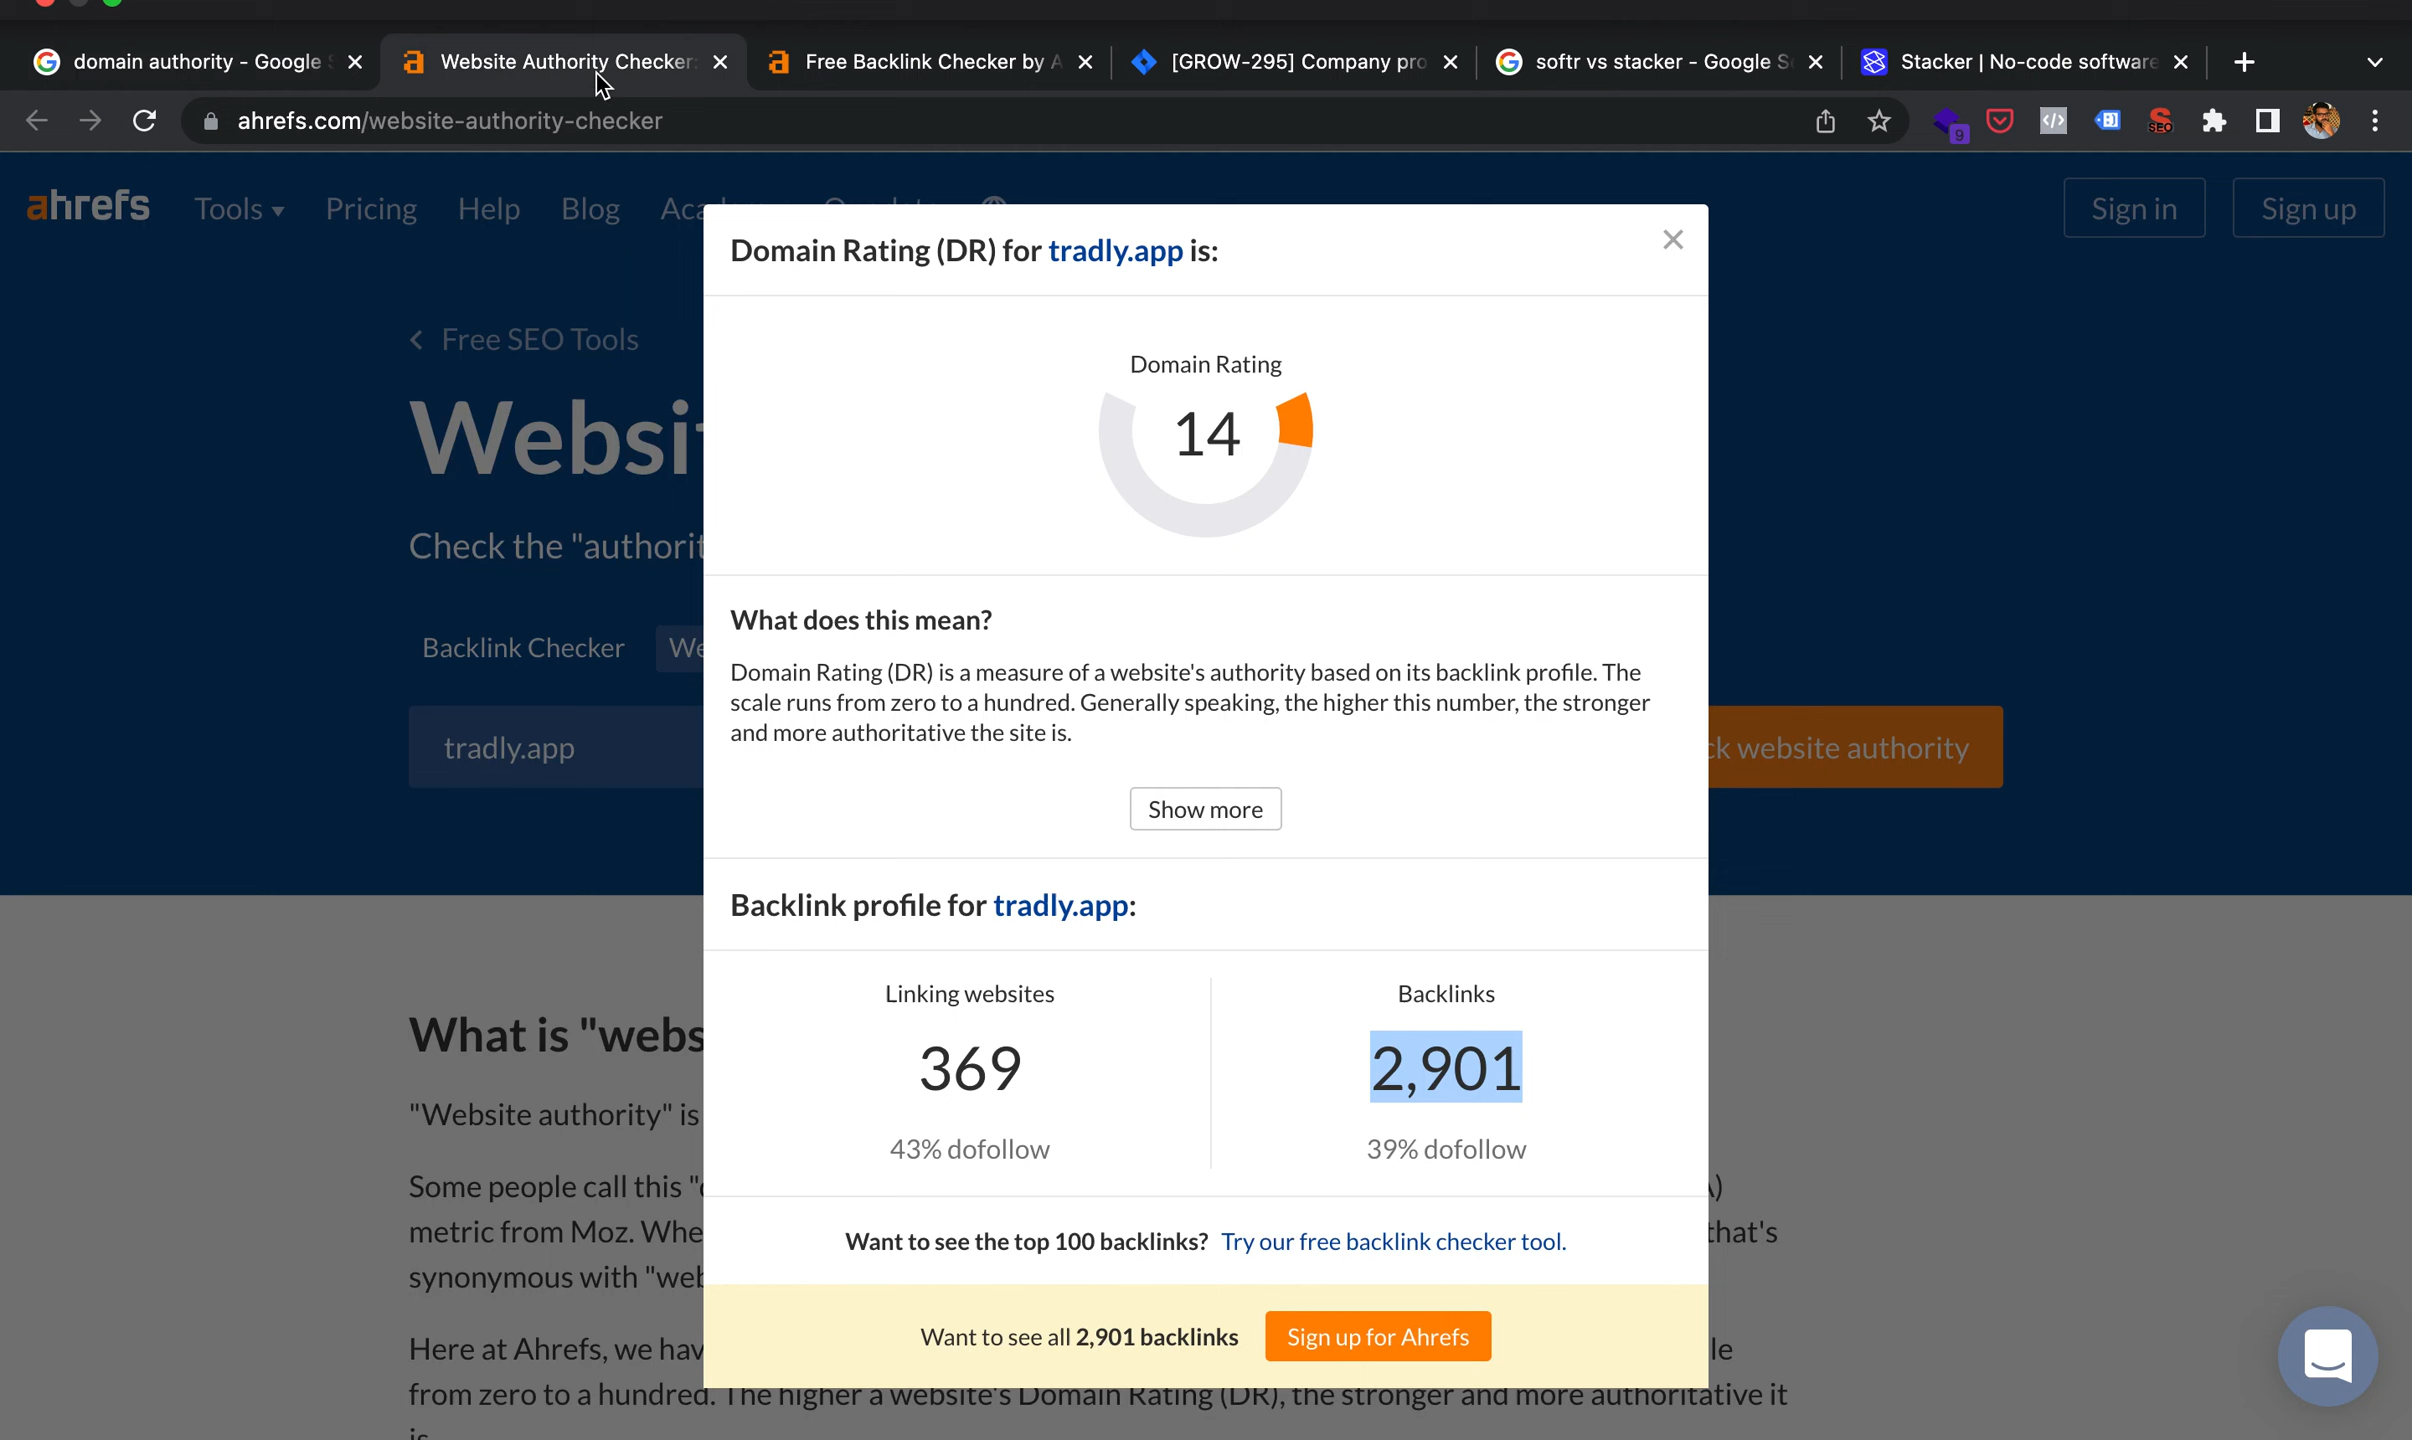 domain authority - Google
Website Authority Checker:
Free Backlink Checker by A
[GROW-295] Company pro
softr vs stacker - Google S
Stacker | No-code software
ahrefs.com/website-authority-checker
9
SEO
ahrefs
Tools
Pricing
Help
Blog
Sign in
Sign up
Domain Rating (DR) for tradly.app is:
Free SEO Tools
Domain Rating
14
Websi
Check the "authorit
What does this mean?
Backlink Checker
We
Domain Rating (DR) is a measure of a website's authority based on its backlink profile. The
scale runs from zero to a hundred. Generally speaking, the higher this number, the stronger
and more authoritative the site is.
tradly.app
ck website authority
Show more
Backlink profile for tradly.app:
Linking websites
Backlinks
What is "webs
369
2,901
"Website authority" is
43% dofollow
39% dofollow
Some people call this "
metric from Moz. Whe
that's
synonymous with "web
Want to see the top 100 backlinks? Try our free backlink checker tool.
Want to see all 2,901 backlinks
Sign up for Ahrefs
Here at Ahrefs, we hav
le
from zero to a hundred. The higher a website's Domain Rating (DR), the stronger and more authoritative it
is